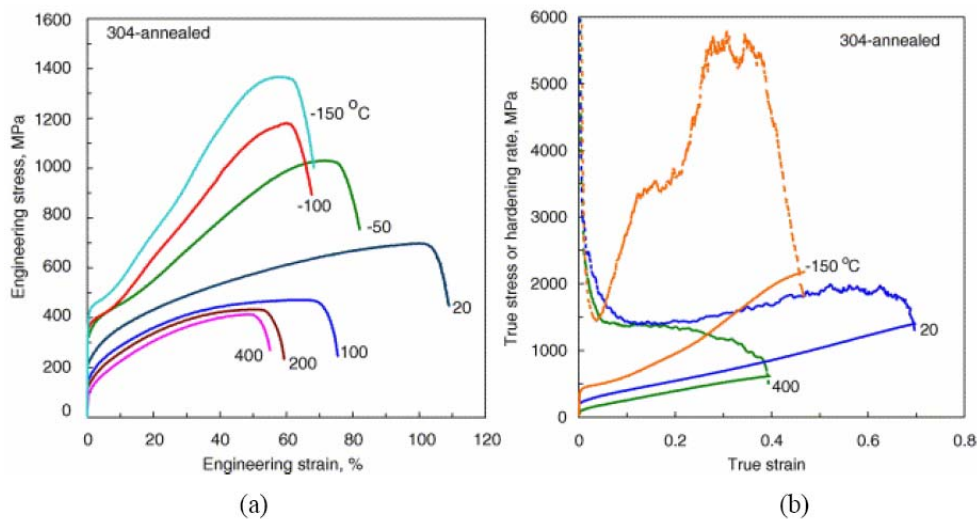 304-annealed
1600
1400
1200
1000
800
600
400
200
0
Engineering stress, MPa
-150 °C
-100
-50
20
100
200
400
0 20 40 60 80 100 120
Engineering strain, %
(a)
304-annealed
6000
5000
4000
3000
2000
1000
0
True stress or hardening rate, MPa
-150 °C
20
400
0 0.2 0.4 0.6 0.8
True strain
(b)